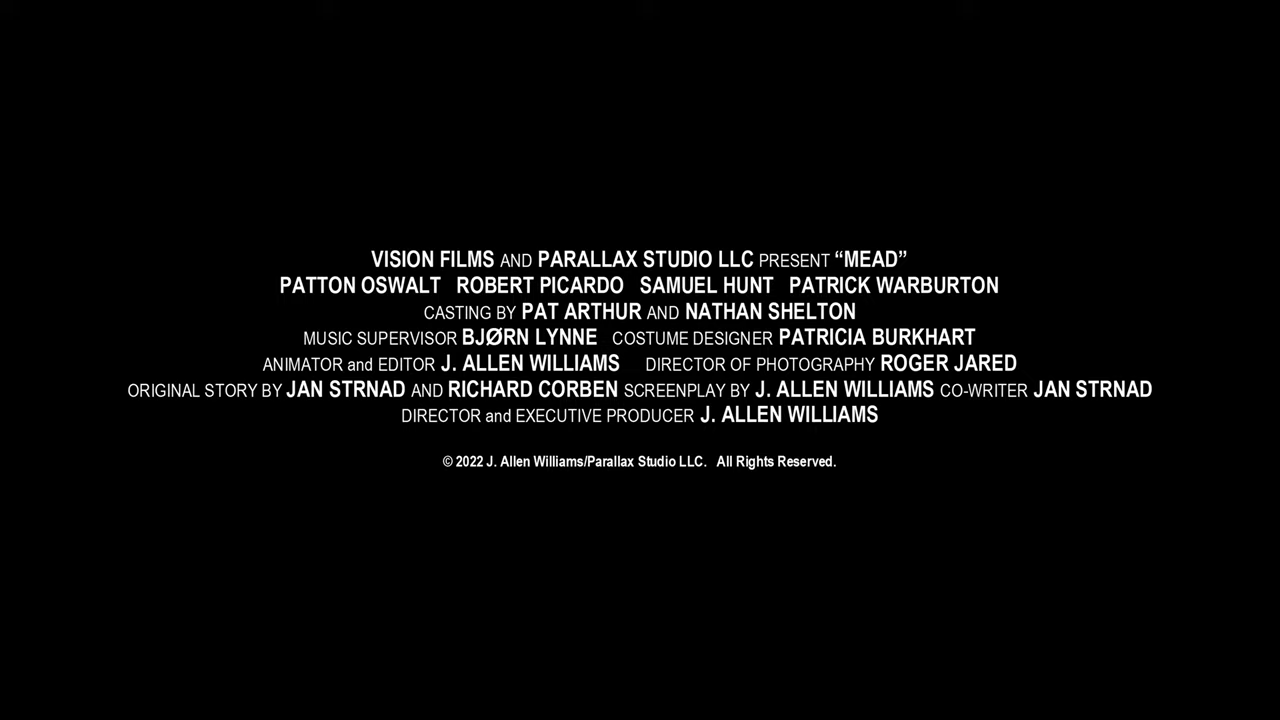 VISION FILMS AND PARALLAX STUDIO LLC PRESENT “MEAD”
PATTON OSWALT ROBERT PICARDO SAMUEL HUNT PATRICK WARBURTON
CASTING BY PAT ARTHUR AND NATHAN SHELTON
MUSIC SUPERVISOR BJØRN LYNNE COSTUME DESIGNER PATRICIA BURKHART
ANIMATOR and EDITOR J. ALLEN WILLIAMS DIRECTOR OF PHOTOGRAPHY ROGER JARED
ORIGINAL STORY BY JAN STRNAD AND RICHARD CORBEN SCREENPLAY BY J. ALLEN WILLIAMS CO-WRITER JAN STRNAD
DIRECTOR and EXECUTIVE PRODUCER J. ALLEN WILLIAMS
© 2022 J. Allen Williams/Parallax Studio LLC. All Rights Reserved.